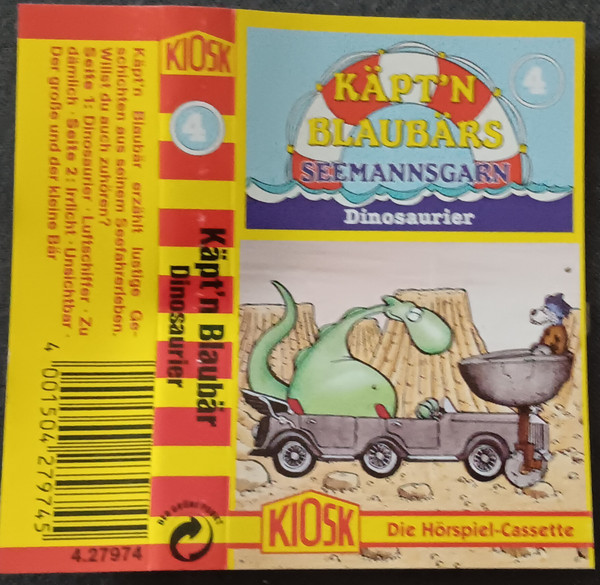 Käpt'n Blaubär erzählt lustige Ge-
schichten aus seinem Seefahrerleben.
Willst du auch zuhören?
Seite 1: Dinosaurier · Luftschiffer · Zu
dämlich · Seite 2: Irrlicht · Unsichtbar ·
Der große und der kleine Bär
4 001504 279745
4.27974
KIOSK
4
Käpt'n Blaubär
Dinosaurier
4
KÄPT'N
BLAUBÄRS
SEEMANNSGARN
Dinosaurier
KIOSK
Die Hörspiel-Cassette